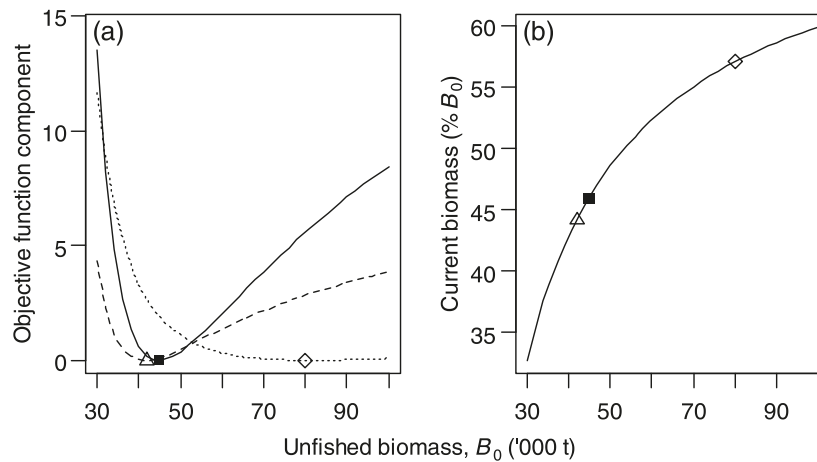 (a)
15
10
5
0
Objective function component
30 50 70 90
(b)
60
55
50
45
40
35
Current biomass (% B0)
30 50 70 90
Unfished biomass, B0 ('000 t)